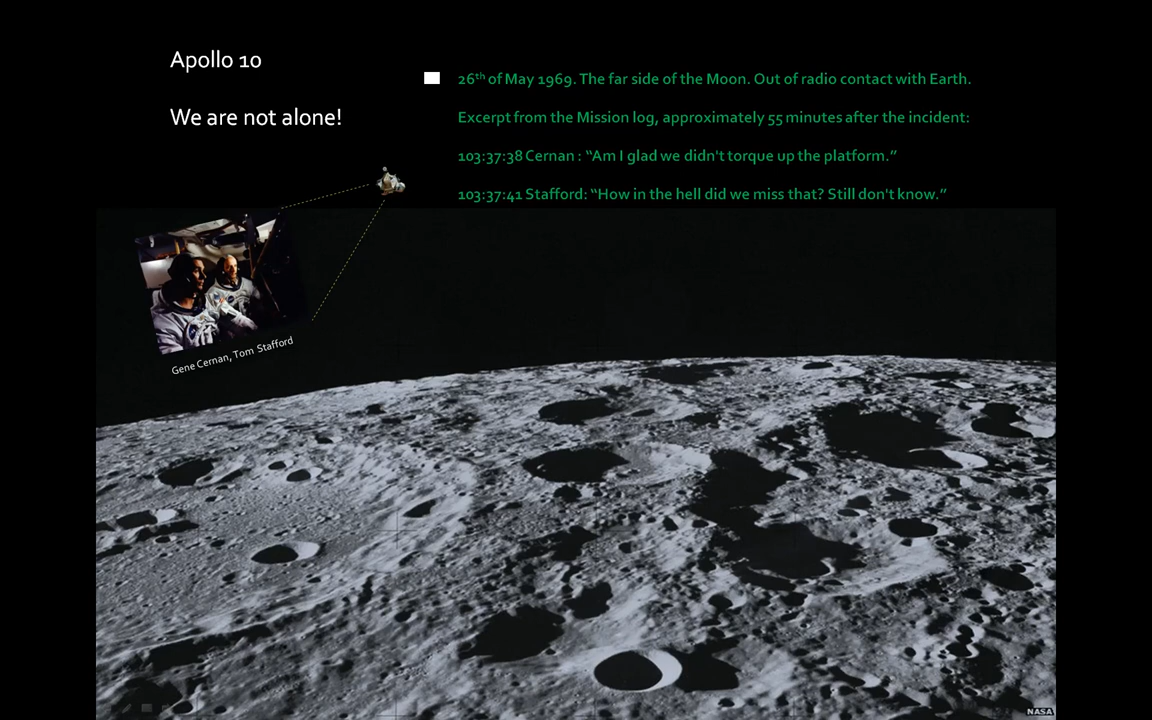 Apollo 10
We are not alone!
26th of May 1969. The far side of the Moon. Out of radio contact with Earth.
Excerpt from the Mission log, approximately 55 minutes after the incident:
103:37:38 Cernan : “Am I glad we didn't torque up the platform.”
103:37:41 Stafford: “How in the hell did we miss that? Still don't know.”
Gene Cernan, Tom Stafford
NASA